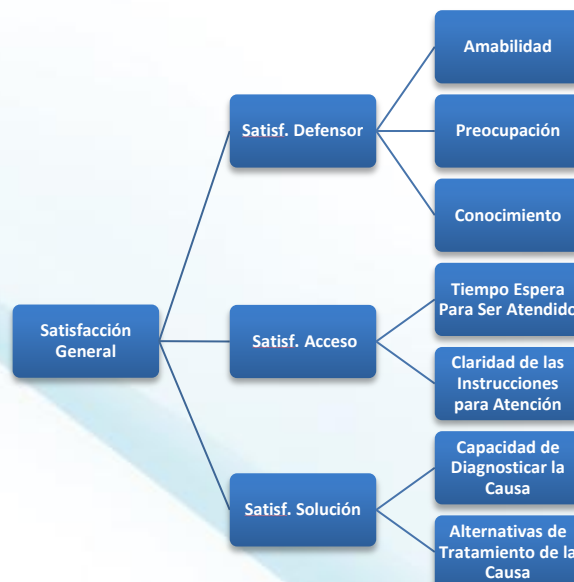 Amabilidad
Satisf. Defensor
Preocupación
Conocimiento
Tiempo Espera
Para Ser Atendido
Satisfacción
General
Satisf. Acceso
Claridad de las
Instrucciones
para Atención
Capacidad de
Diagnosticar la
Causa
Satisf. Solución
Alternativas de
Tratamiento de la
Causa